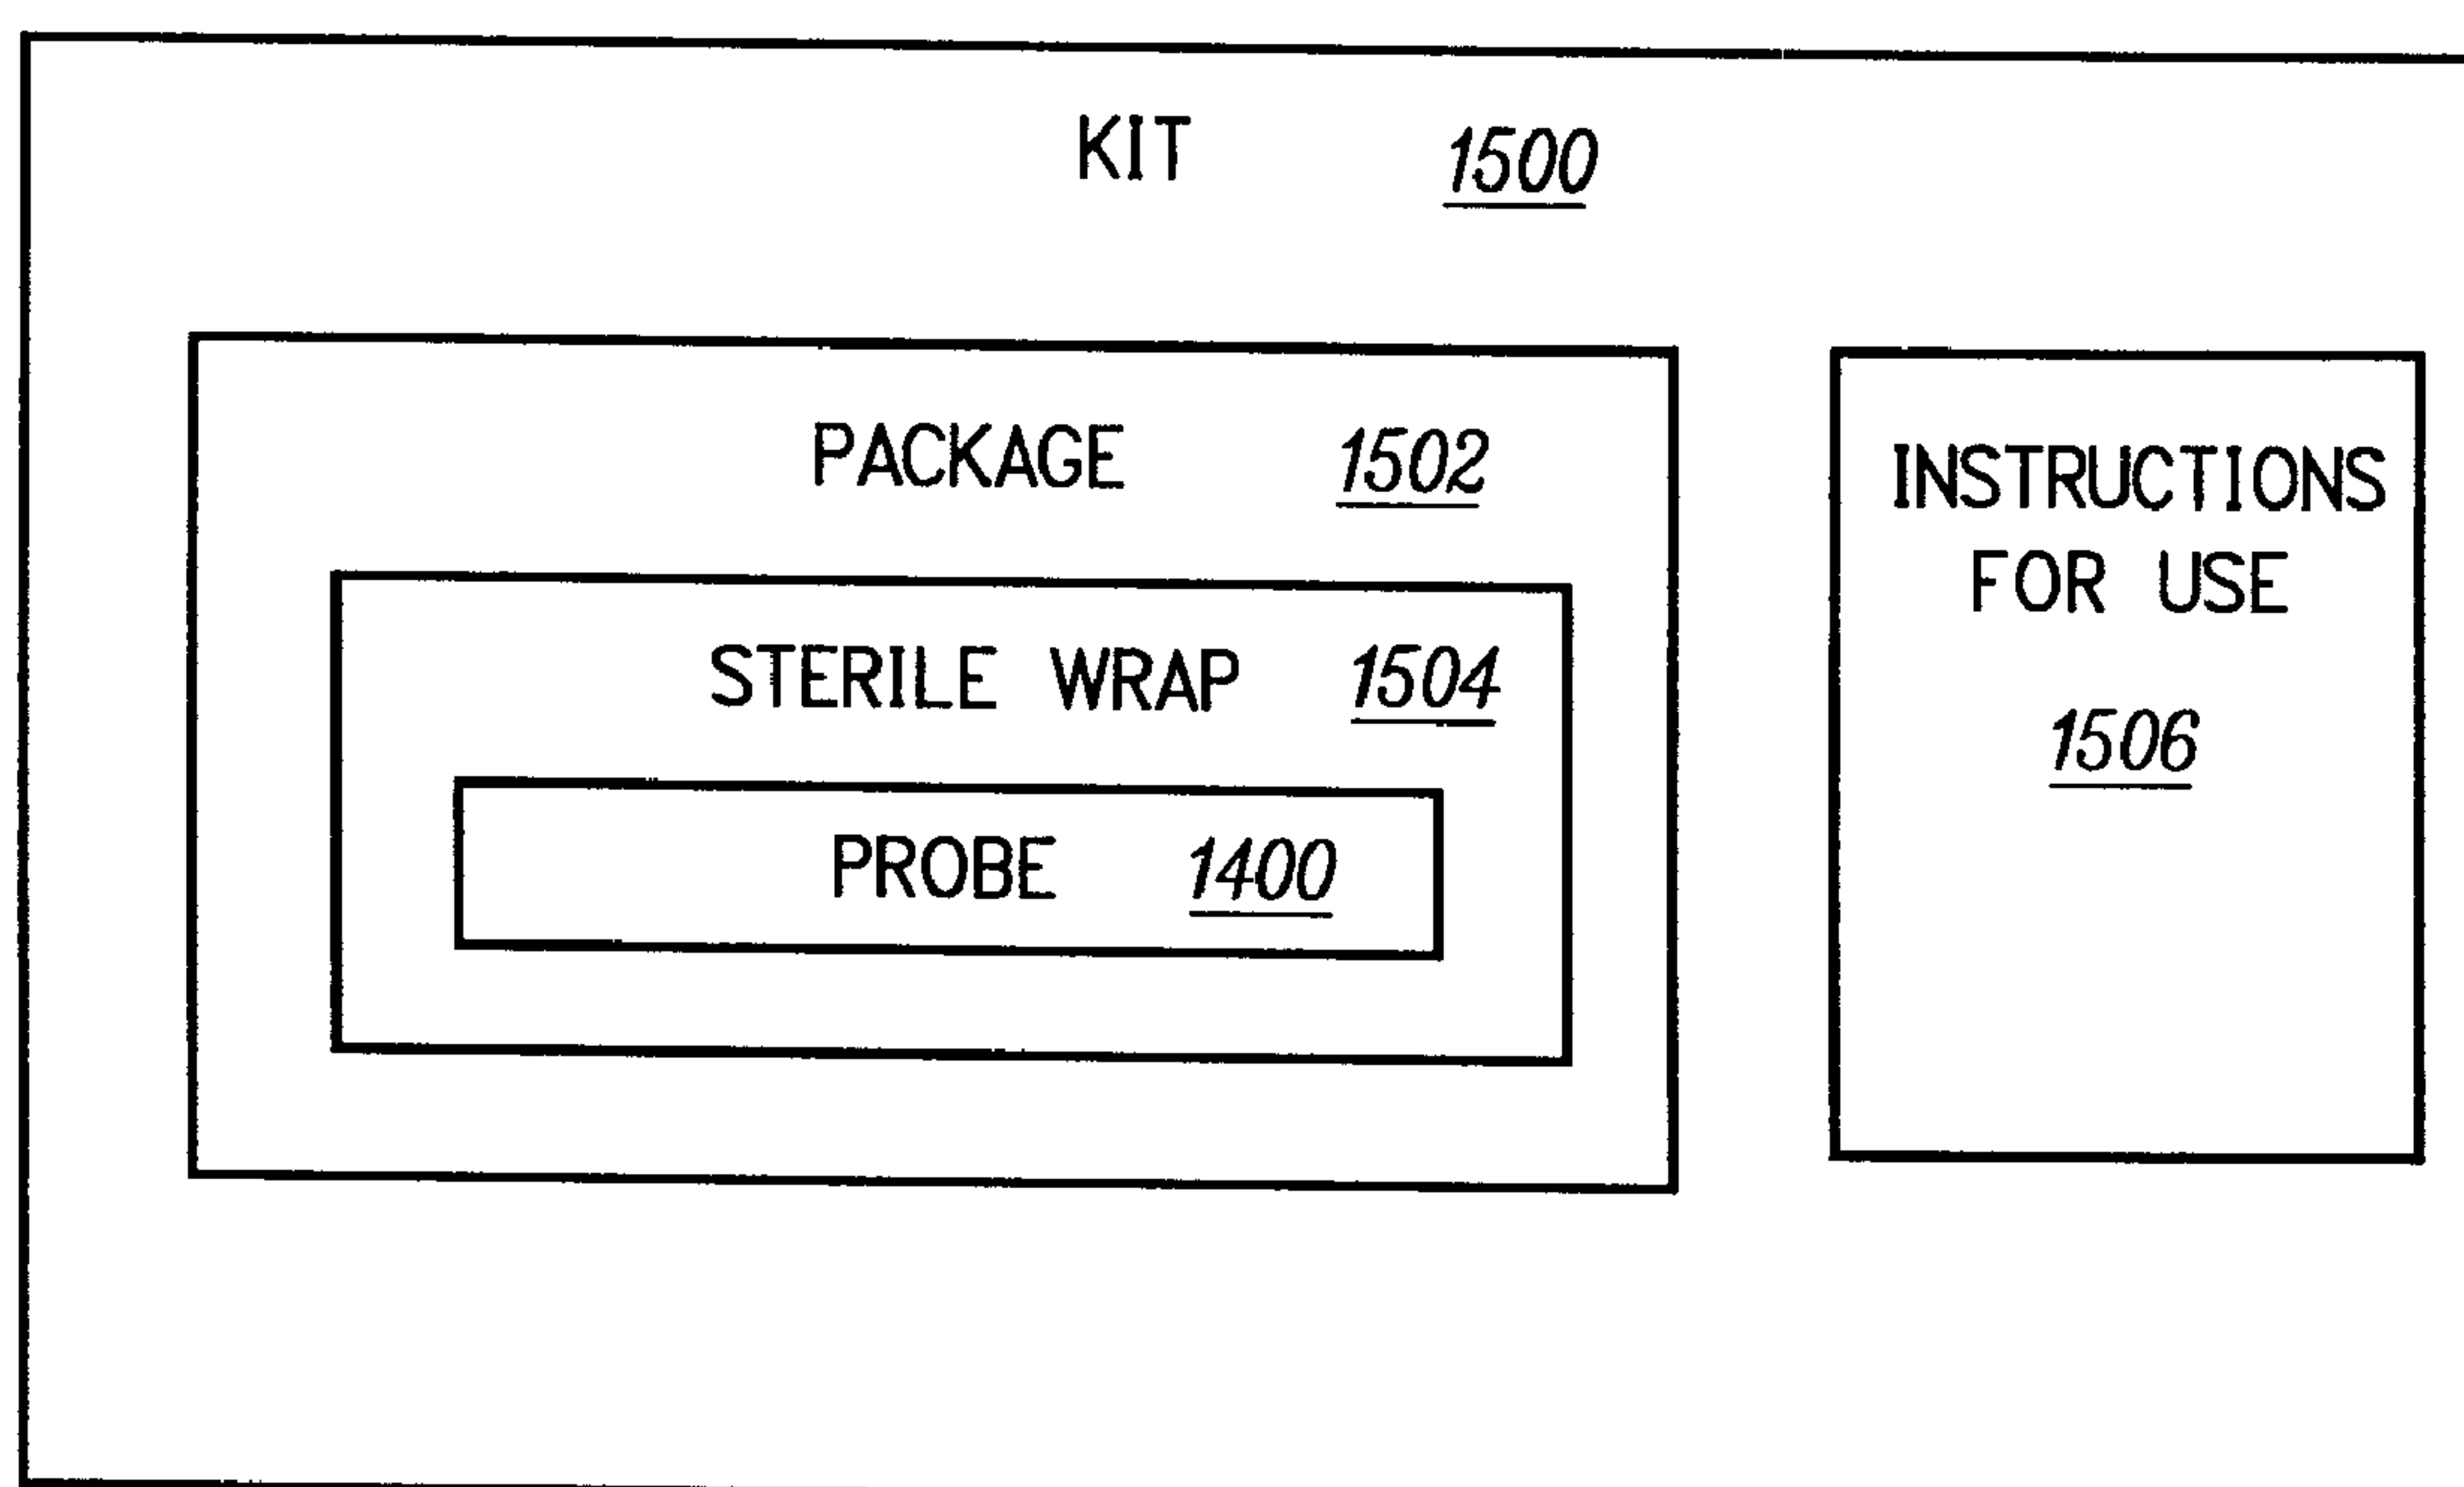 KIT 1500
PACKAGE 1502
STERILE WRAP 1504
PROBE 1400
INSTRUCTIONS
FOR USE
1506